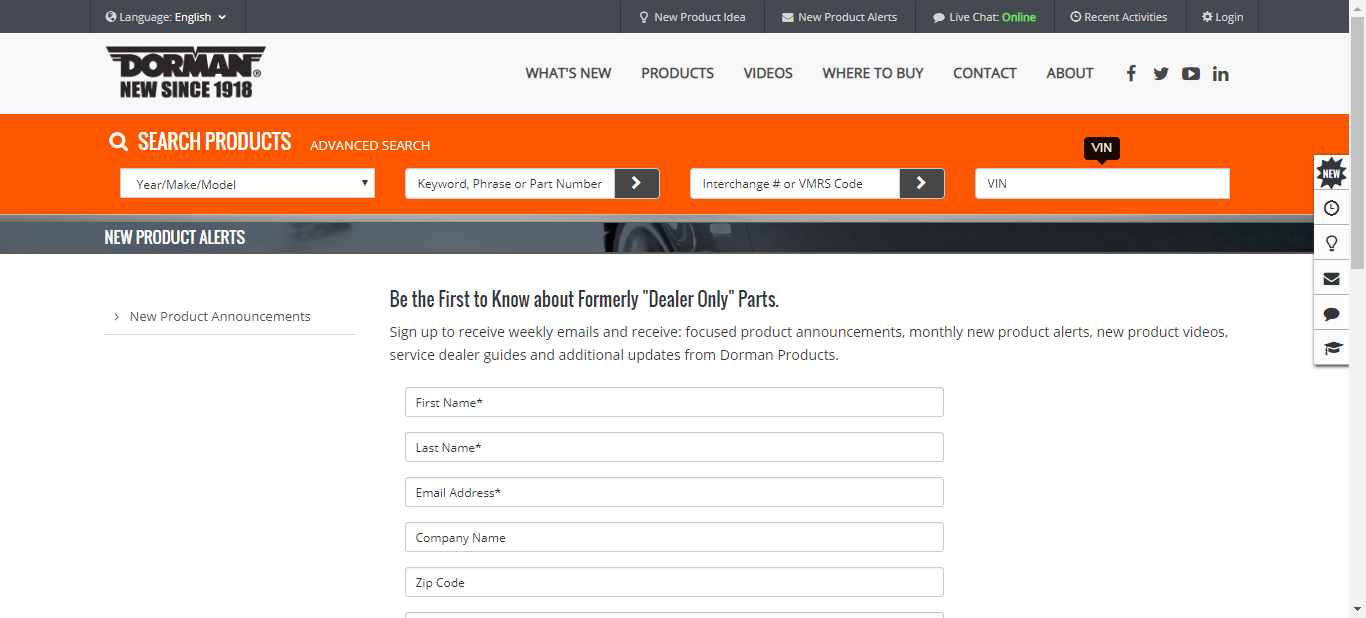 Language: English
New Product Idea
New Product Alerts
Live Chat: Online
Recent Activities
Login
DORMAN®
NEW SINCE 1918
WHAT'S NEW
PRODUCTS
VIDEOS
WHERE TO BUY
CONTACT
ABOUT
SEARCH PRODUCTS
ADVANCED SEARCH
VIN
Year/Make/Model
Keyword, Phrase or Part Number
Interchange # or VMRS Code
VIN
NEW
NEW PRODUCT ALERTS
New Product Announcements
Be the First to Know about Formerly "Dealer Only" Parts.
Sign up to receive weekly emails and receive: focused product announcements, monthly new product alerts, new product videos,
service dealer guides and additional updates from Dorman Products.
First Name*
Last Name*
Email Address*
Company Name
Zip Code